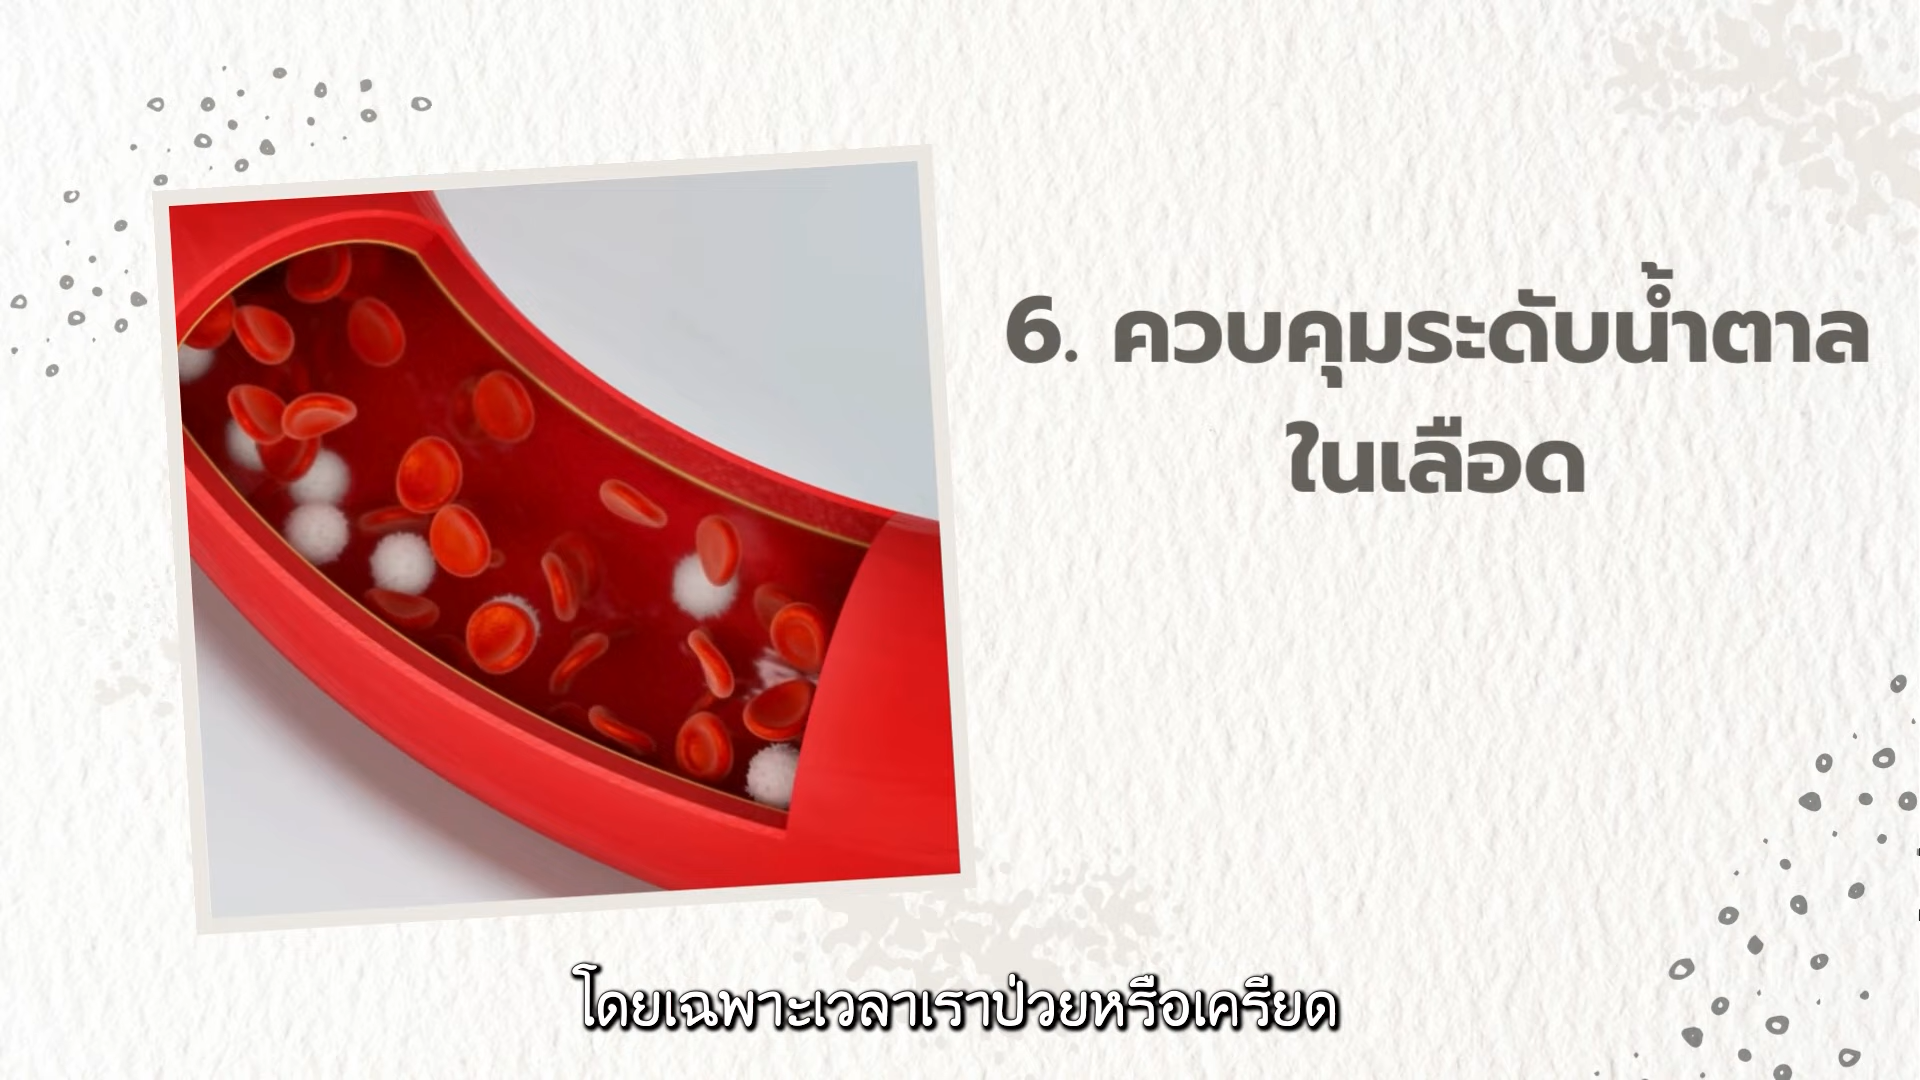 6. ควบคุมระดับน้ำตาล
ในเลือด
โดยเฉพาะเวลาเราป่วยหรือเครียด